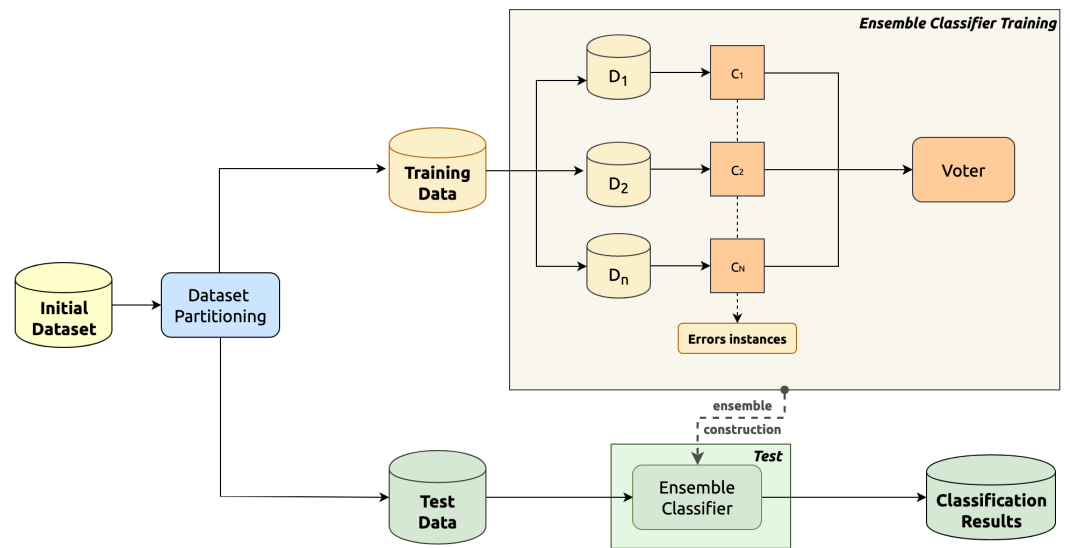 Ensemble Classifier Training
D1
C1
Training
Data
D2
C2
Voter
Dn
CN
Initial
Dataset
Dataset
Partitioning
Errors instances
ensemble
construction
Test
Test
Data
Ensemble
Classifier
Classification
Results